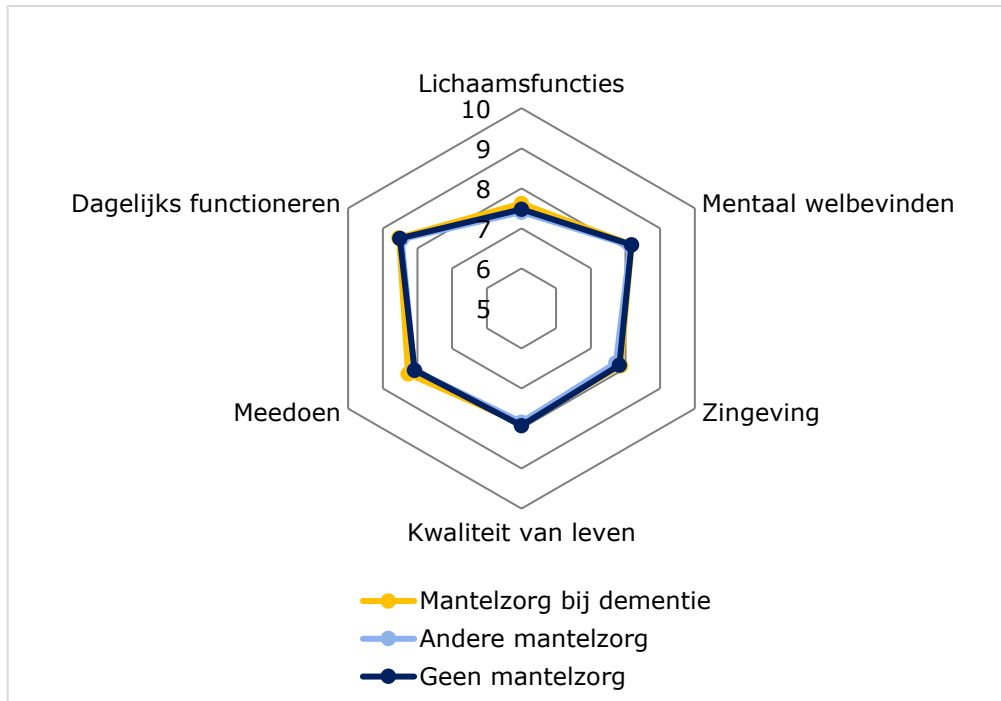 Lichaamsfuncties
10
9
8
7
6
5
Dagelijks functioneren
Mentaal welbevinden
Meedoen
Zingeving
Kwaliteit van leven
Mantelzorg bij dementie
Andere mantelzorg
Geen mantelzorg